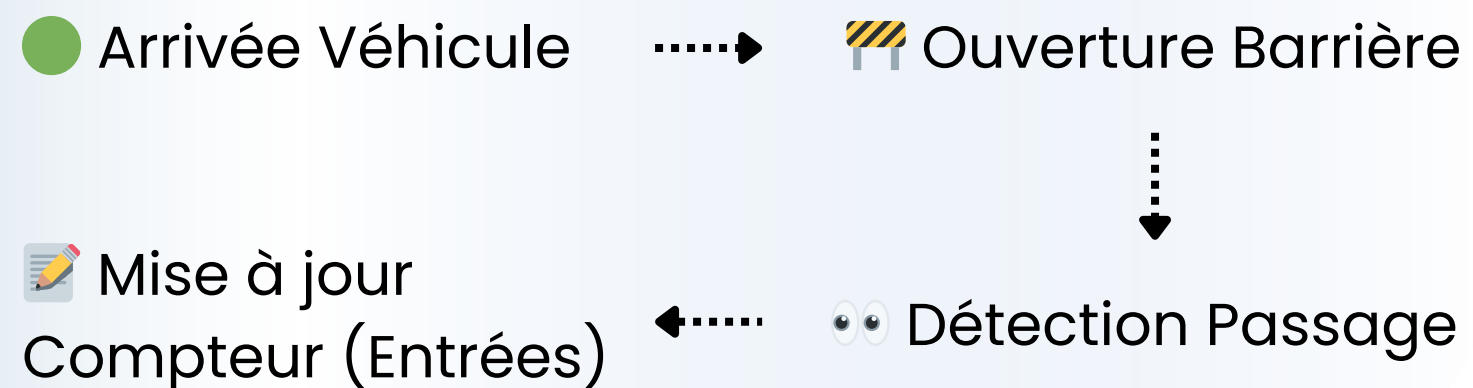 🟢 Arrivée Véhicule
🚧 Ouverture Barrière
👀 Détection Passage
📝 Mise à jour
Compteur (Entrées)